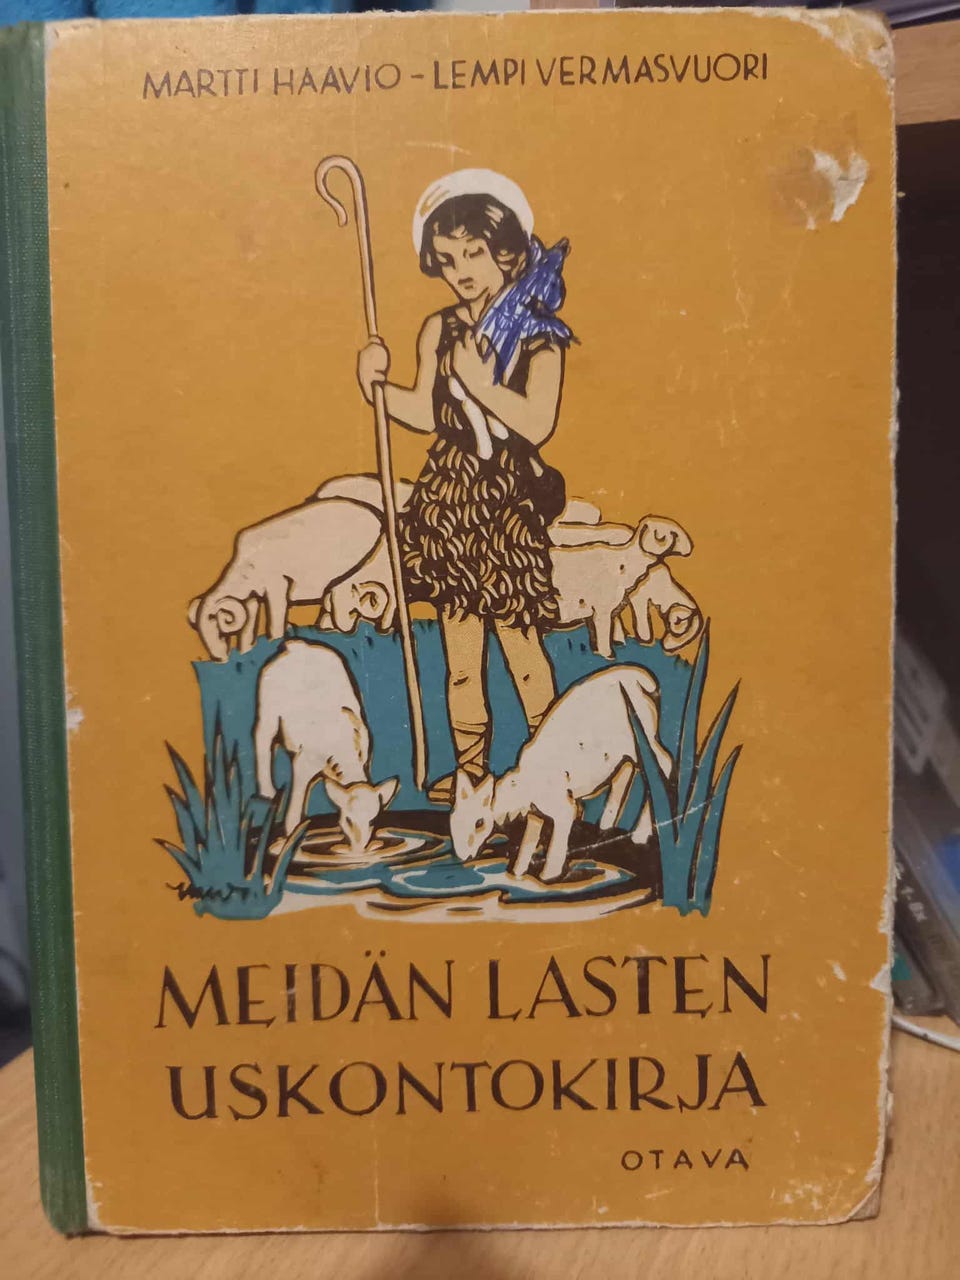 MARTTI HAAVIO – LEMPI VERMASVUORI
MEIDÄN LASTEN
USKONTOKIRJA
OTAVA